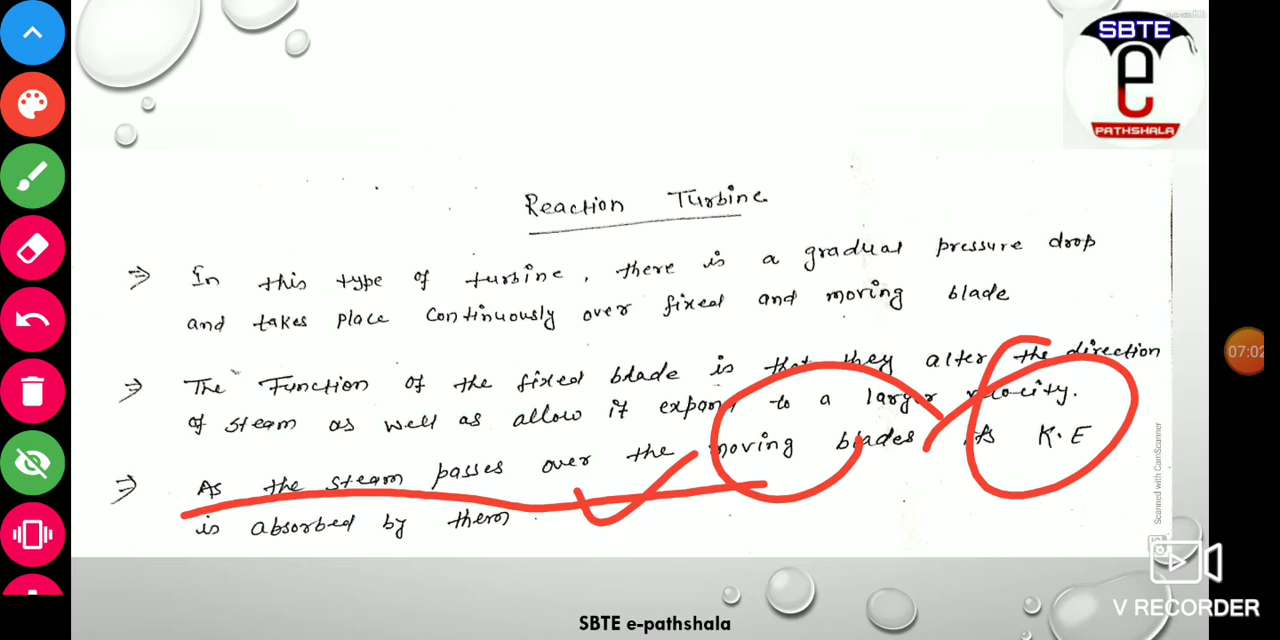 SBTE
e
PATHSHALA
Reaction Turbine
⇒ In this type of turbine, there is a gradual pressure drop
and takes place continuously over fixed and moving blade
⇒ The Function of the fixed blade is that they alter the direction
of steam as well as allow it expand to a larger velocity.
⇒ As the steam passes over the moving blades its K.E
is absorbed by them
Scanned with CamScanner
07:02
V RECORDER
SBTE e-pathshala